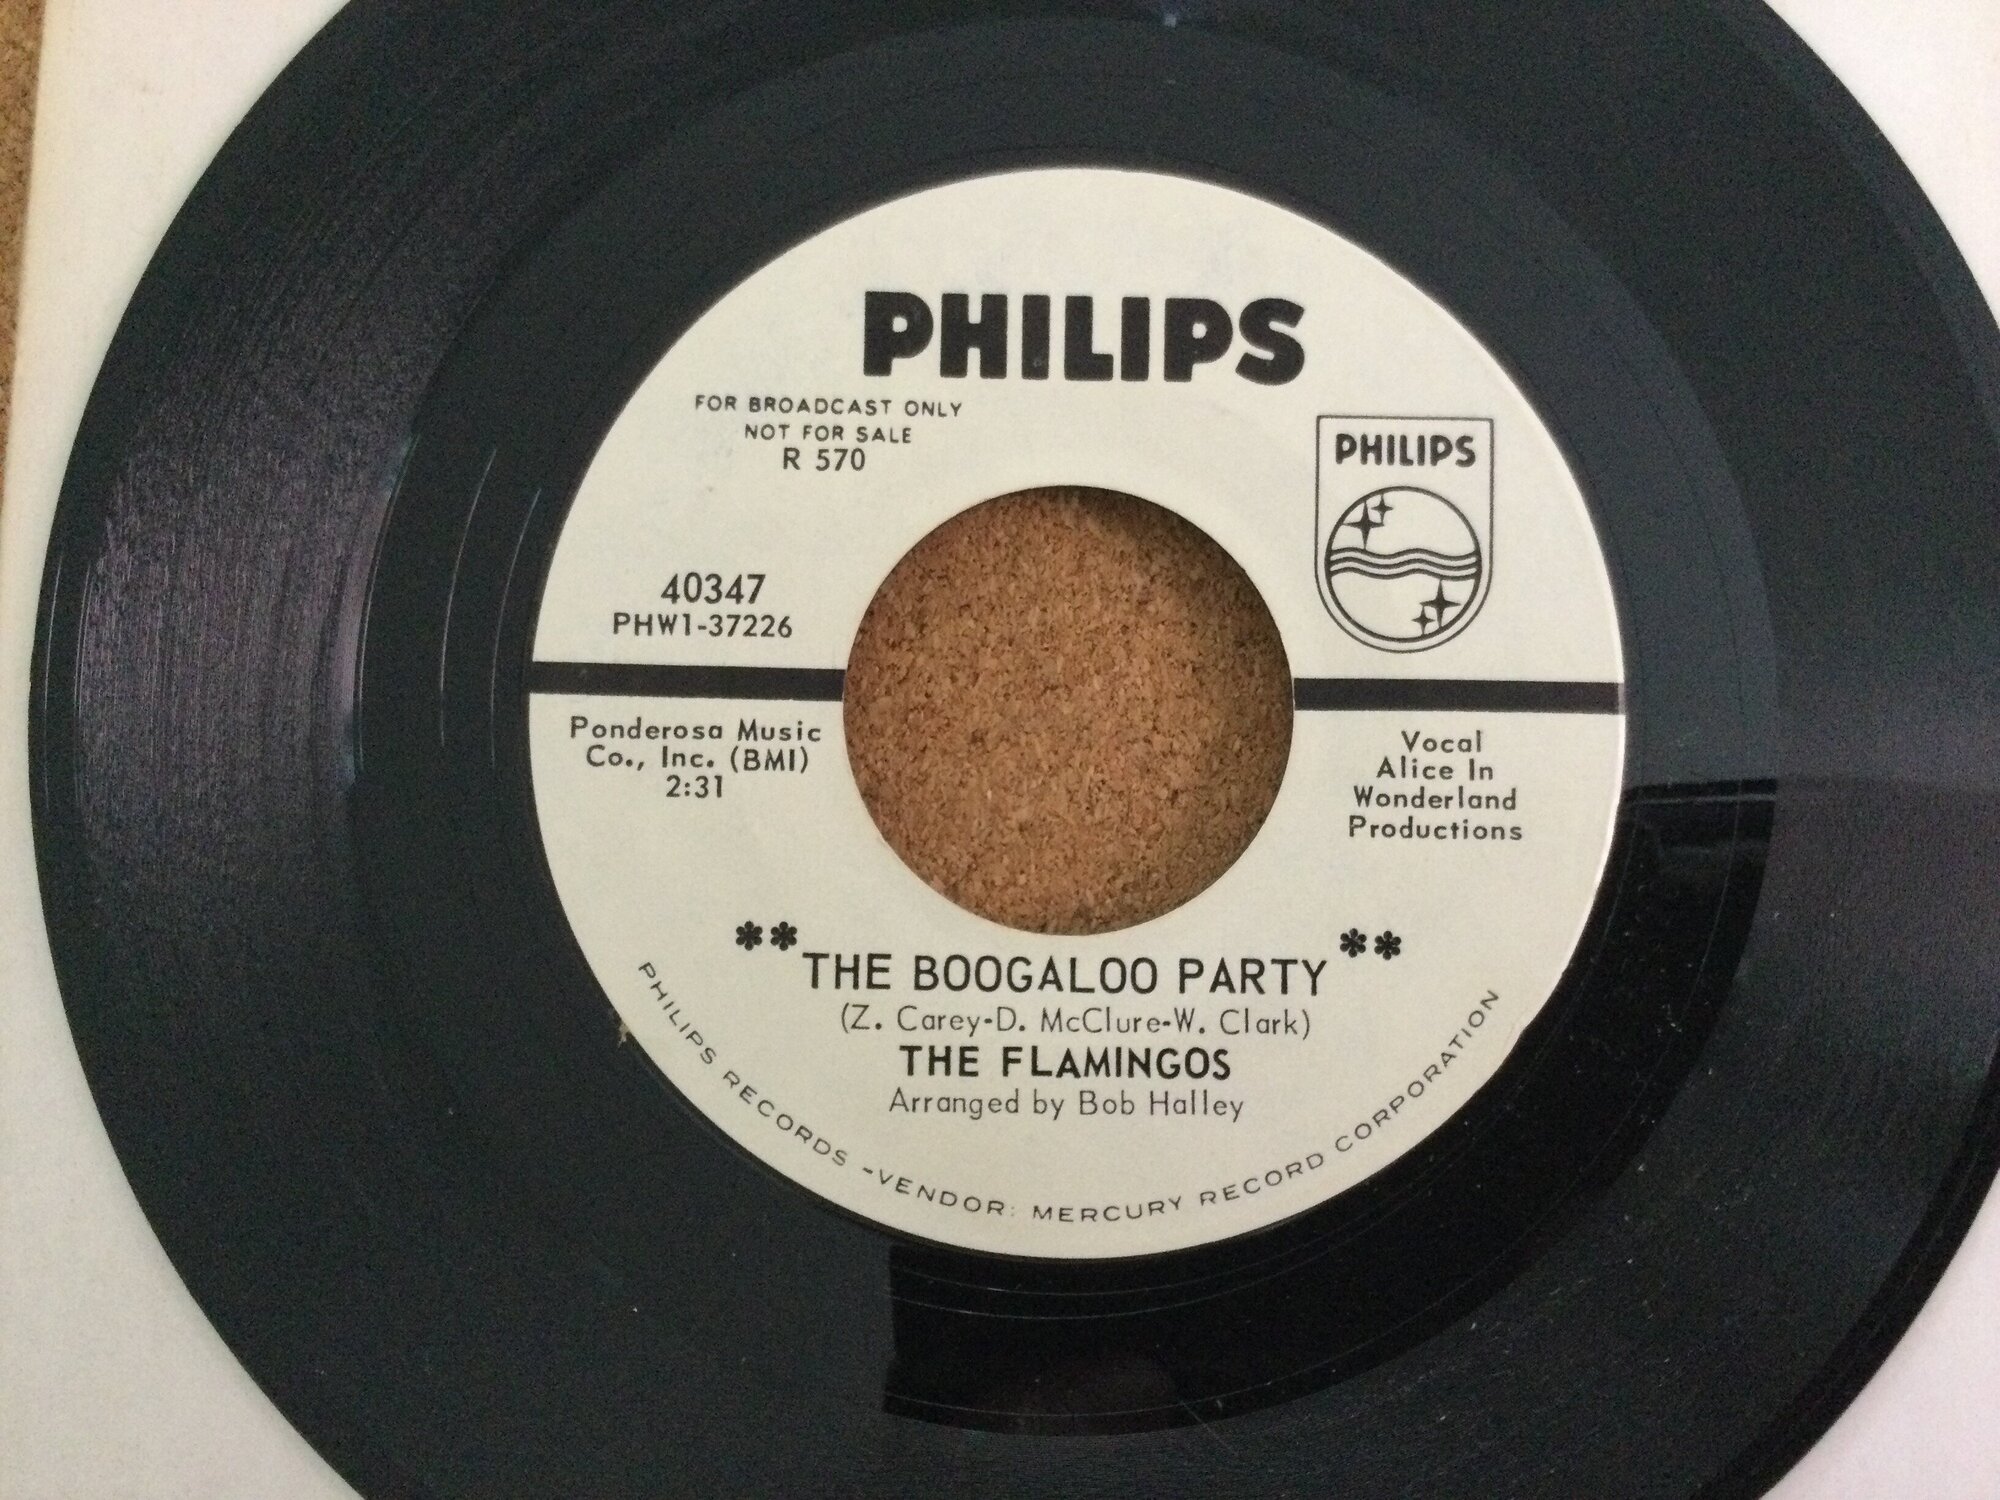 PHILIPS
FOR BROADCAST ONLY
NOT FOR SALE
R 570
PHILIPS
40347
PHW1-37226
Ponderosa Music
Co., Inc. (BMI)
2:31
Vocal
Alice In
Wonderland
Productions
**THE BOOGALOO PARTY**
(Z. Carey-D. McClure-W. Clark)
THE FLAMINGOS
Arranged by Bob Halley
PHILIPS RECORDS -VENDOR: MERCURY RECORD CORPORATION